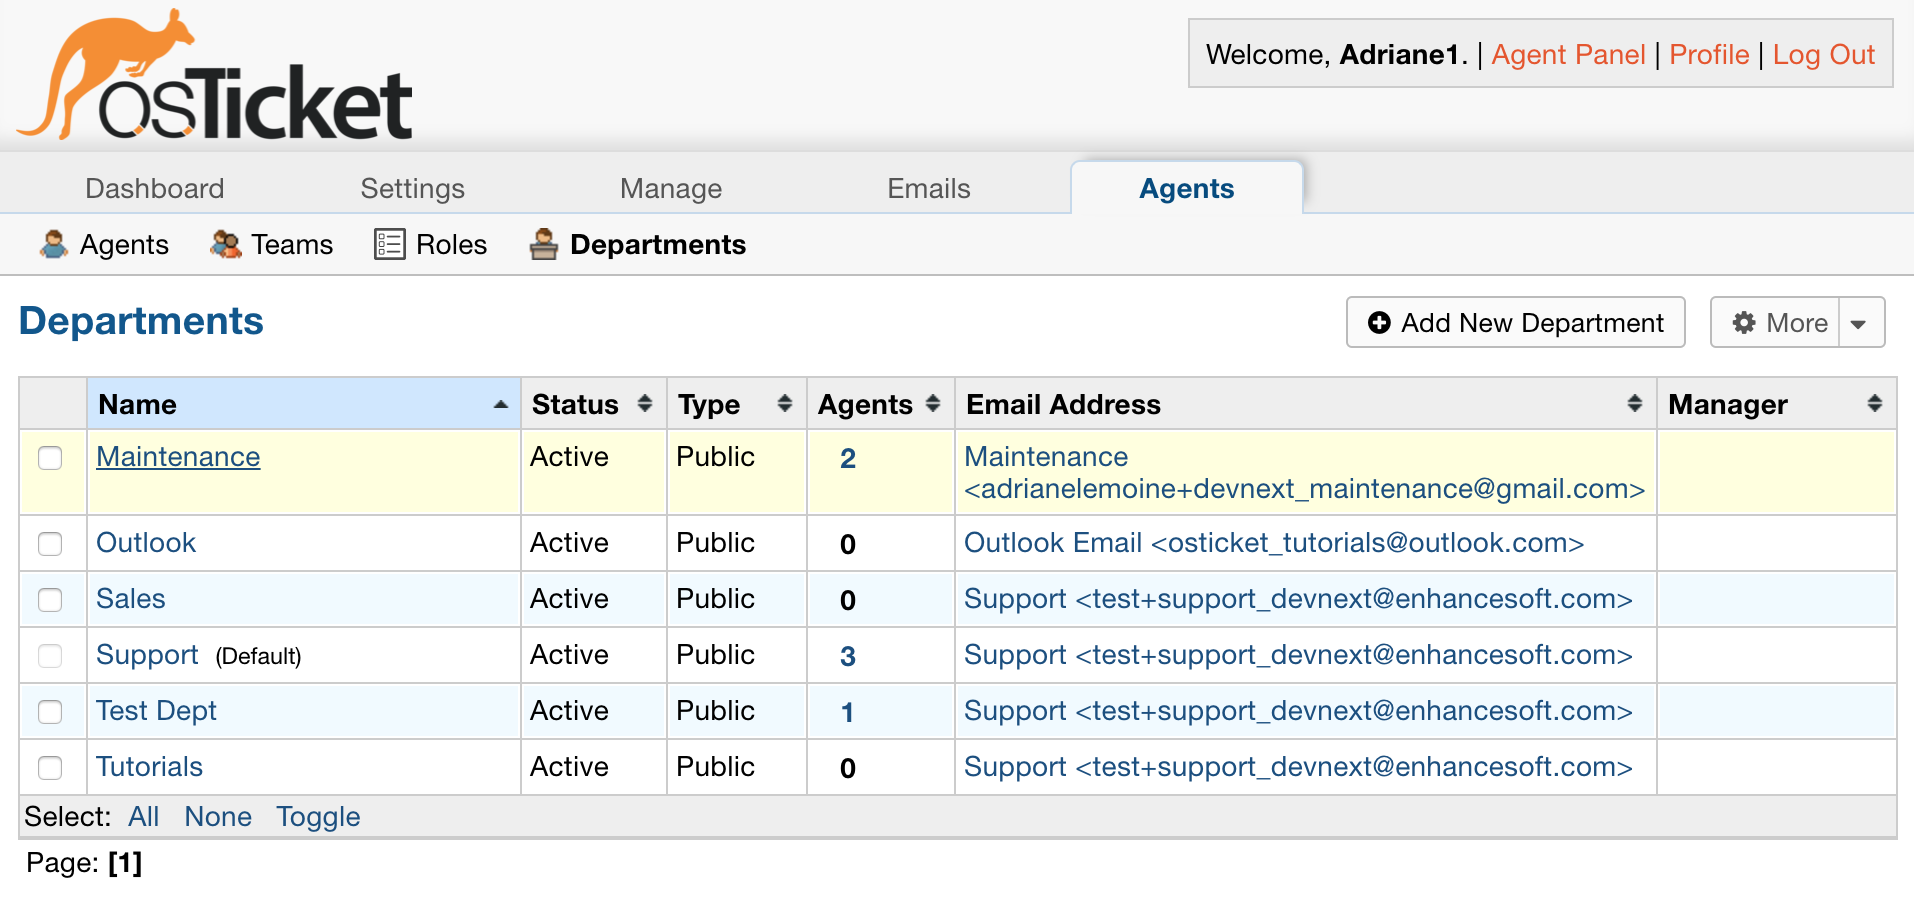 osTicket
Welcome, Adriane1. | Agent Panel | Profile | Log Out
Dashboard Settings Manage Emails Agents
Agents Teams Roles Departments
Departments
Add New Department More
Name Status Type Agents Email Address Manager
Maintenance Active Public 2 Maintenance
<adrianelemoine+devnext_maintenance@gmail.com>
Outlook Active Public 0 Outlook Email <osticket_tutorials@outlook.com>
Sales Active Public 0 Support <test+support_devnext@enhancesoft.com>
Support (Default) Active Public 3 Support <test+support_devnext@enhancesoft.com>
Test Dept Active Public 1 Support <test+support_devnext@enhancesoft.com>
Tutorials Active Public 0 Support <test+support_devnext@enhancesoft.com>
Select: All None Toggle
Page: [1]